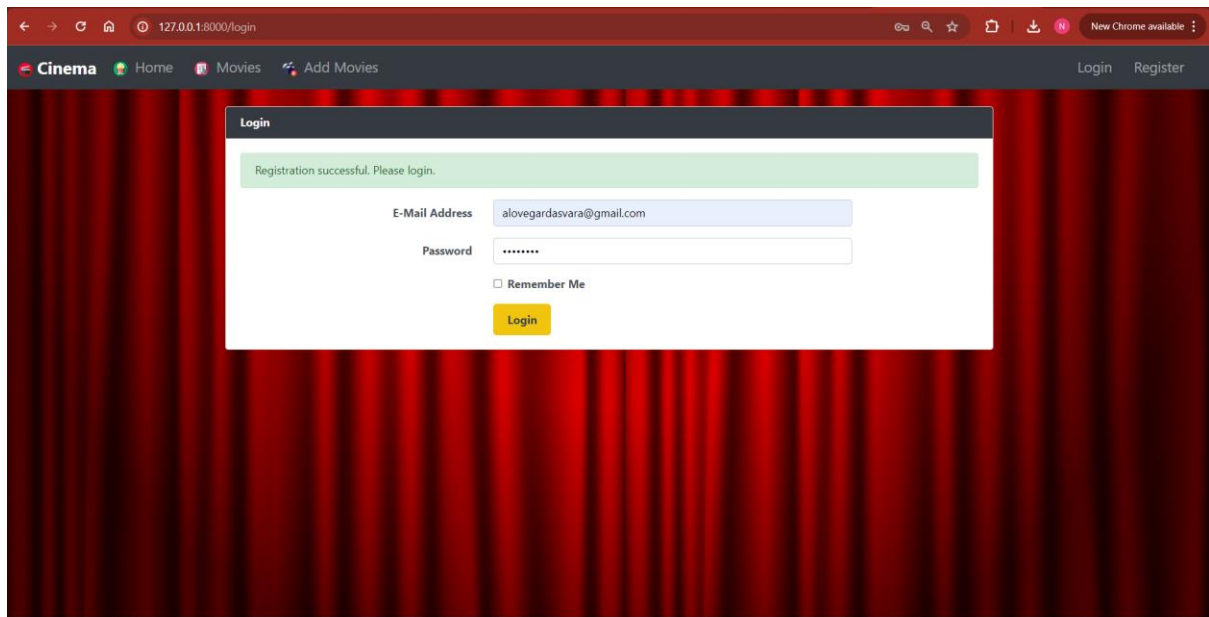 127.0.0.1:8000/login
N
New Chrome available
Cinema Home Movies Add Movies Login Register
Login
Registration successful. Please login.
E-Mail Address alovegardasvara@gmail.com
Password ••••••••
Remember Me
Login